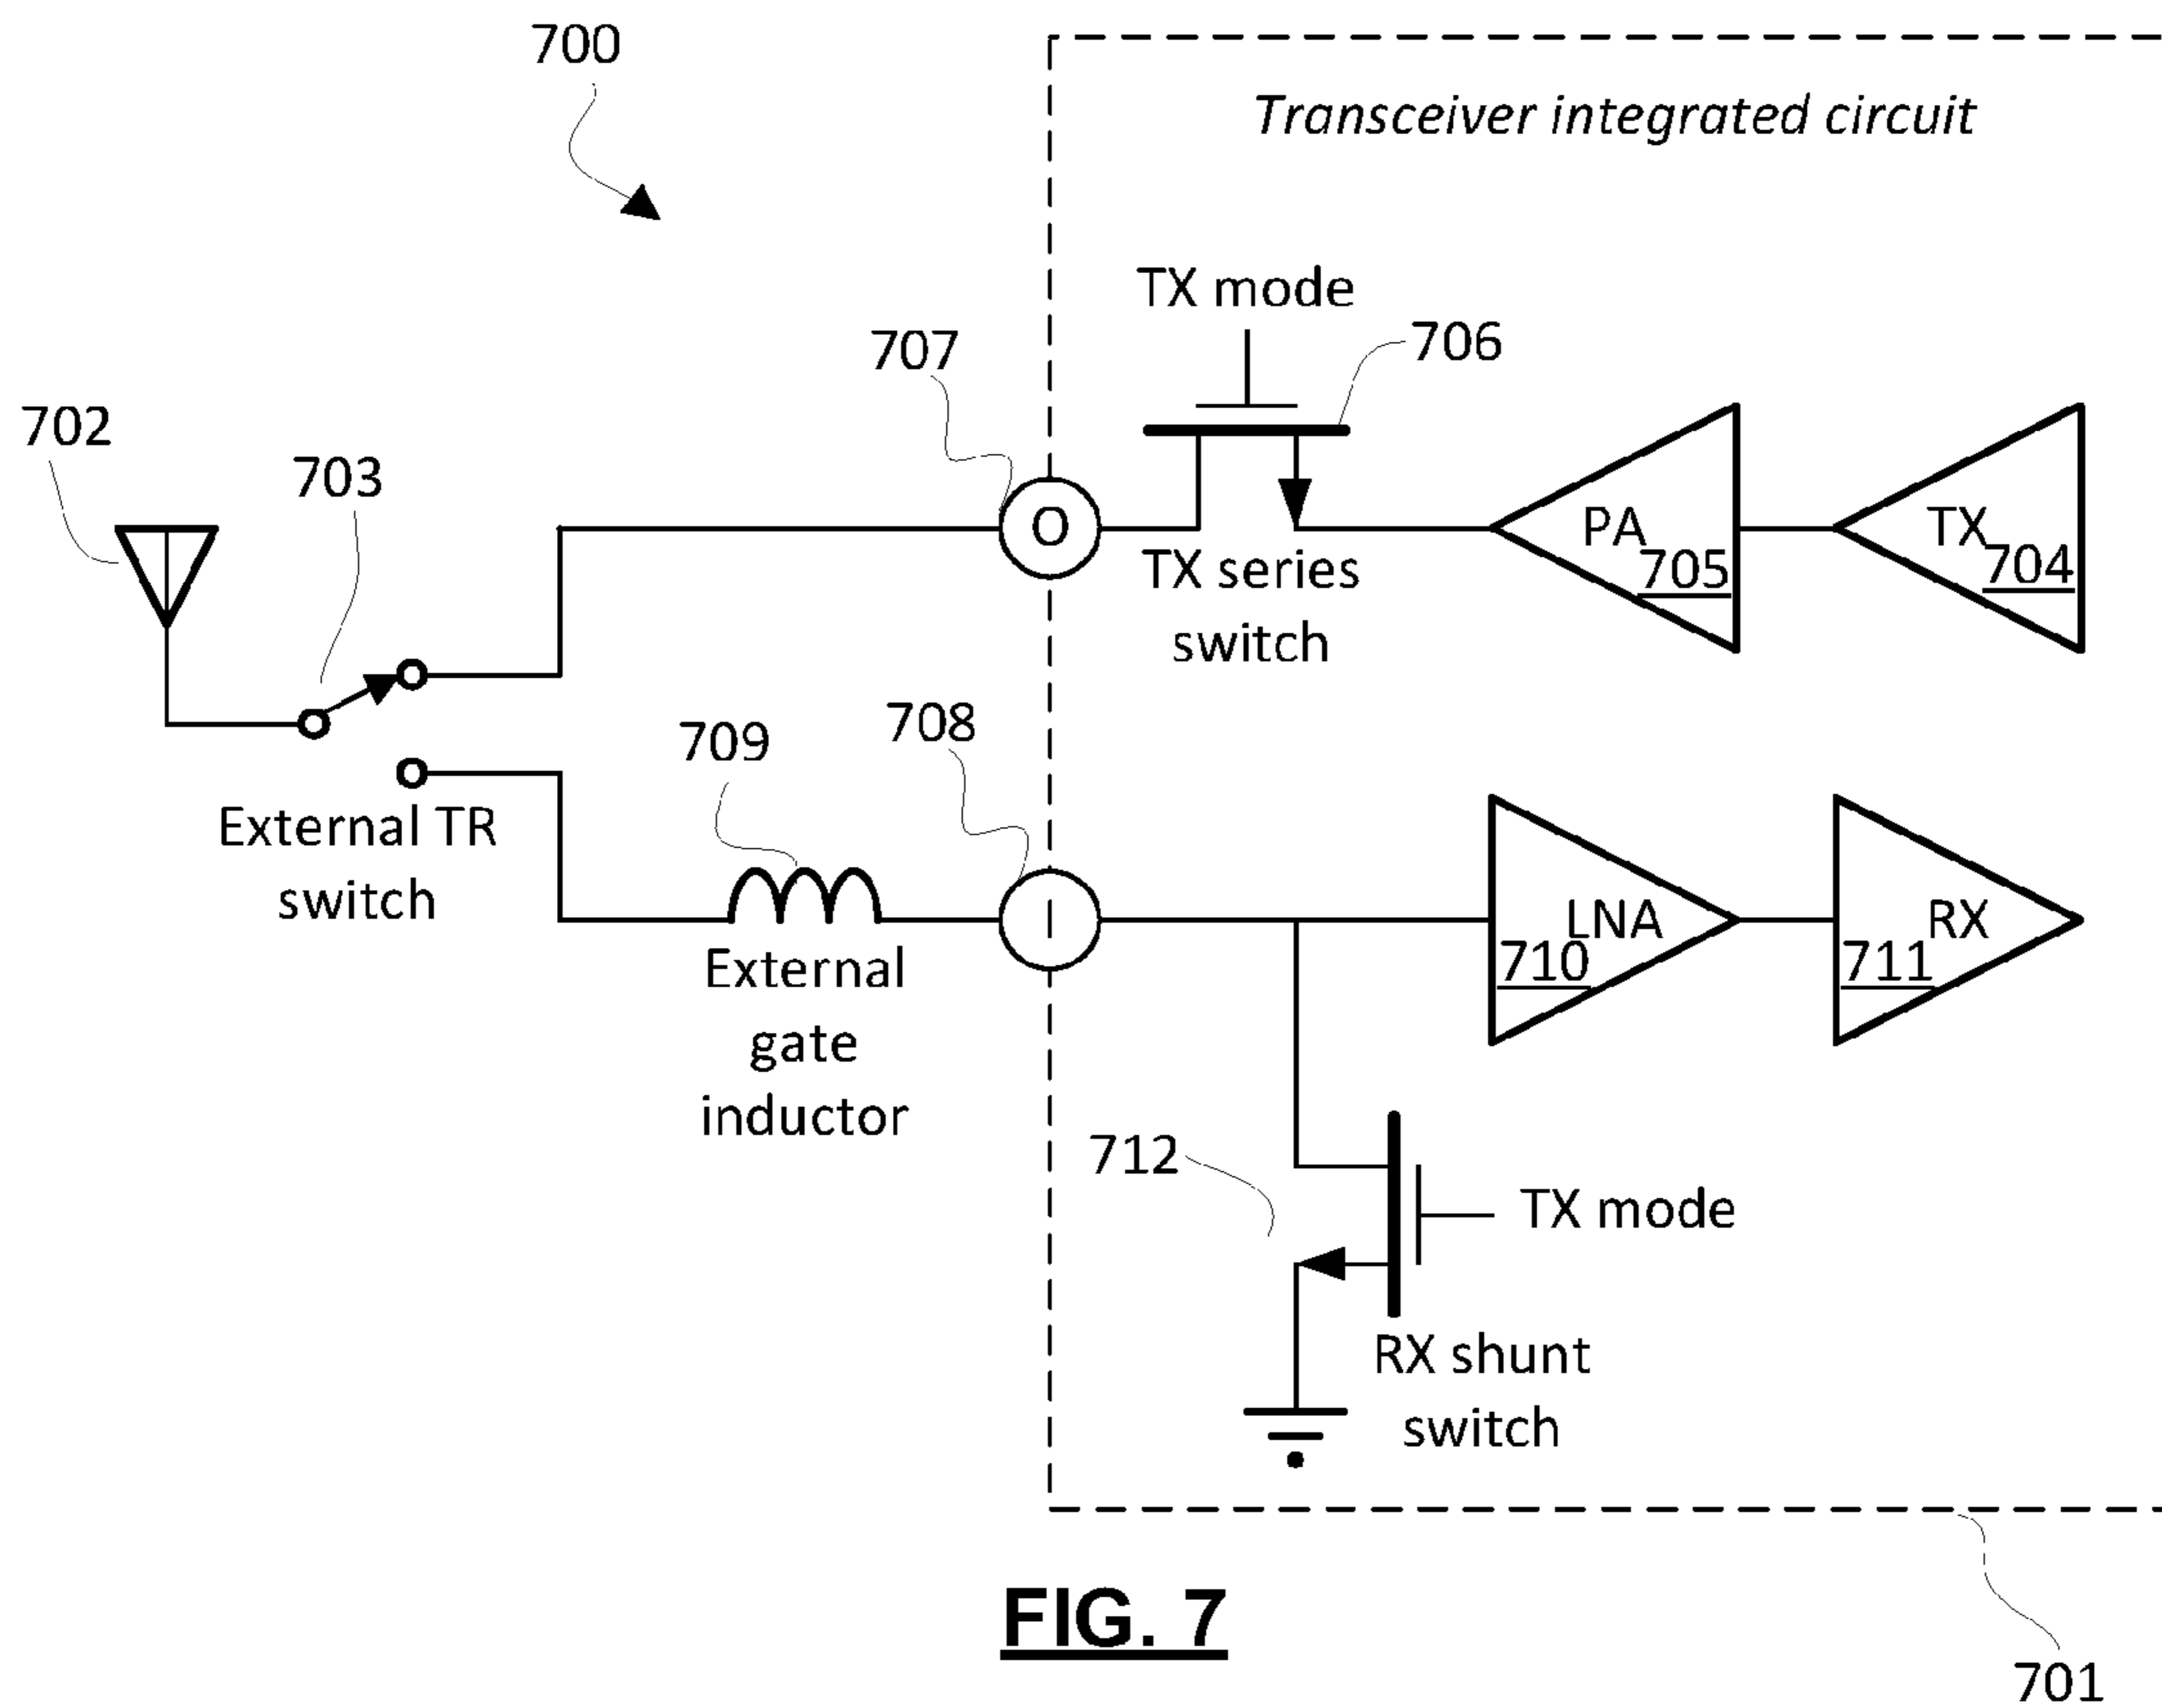 700
Transceiver integrated circuit
TX mode
706
707
702
703
O
PA
705
TX
704
TX series
switch
709
708
External TR
switch
I
LNA
710
RX
711
External
gate
inductor
712
TX mode
RX shunt
switch
FIG. 7
701